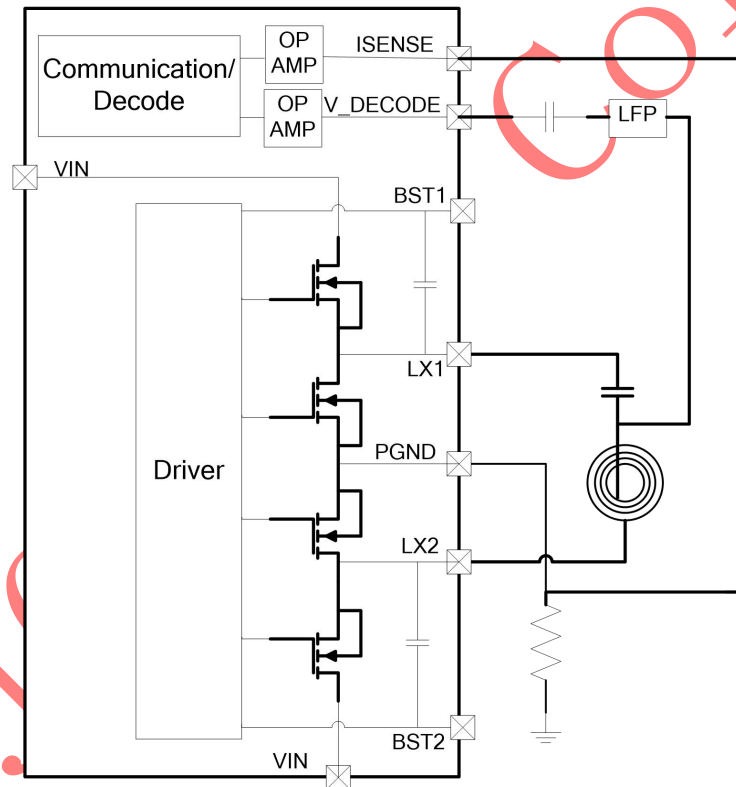 OP
AMP
ISENSE
Communication/
Decode
OP
AMP
V_DECODE
LFP
VIN
BST1
LX1
PGND
Driver
LX2
BST2
VIN